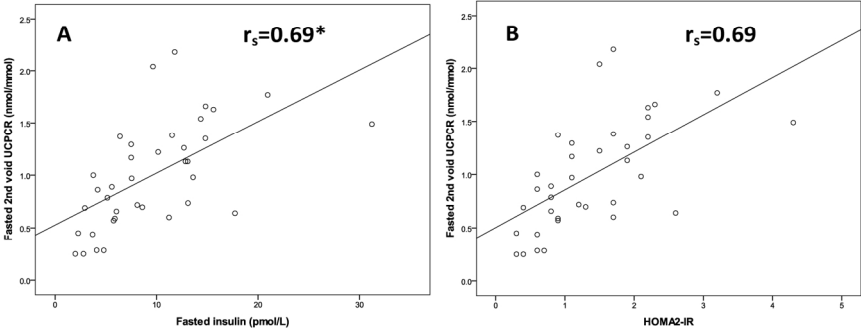 A
rs=0.69*
Fasted 2nd void UCPCR (nmol/mmol)
2.5
2.0
1.5
1.0
0.5
0.0
0
10
20
30
Fasted insulin (pmol/L)
B
rs=0.69
Fasted 2nd void UCPCR (nmol/mmol)
2.5
2.0
1.5
1.0
0.5
0.0
0
1
2
3
4
5
HOMA2-IR